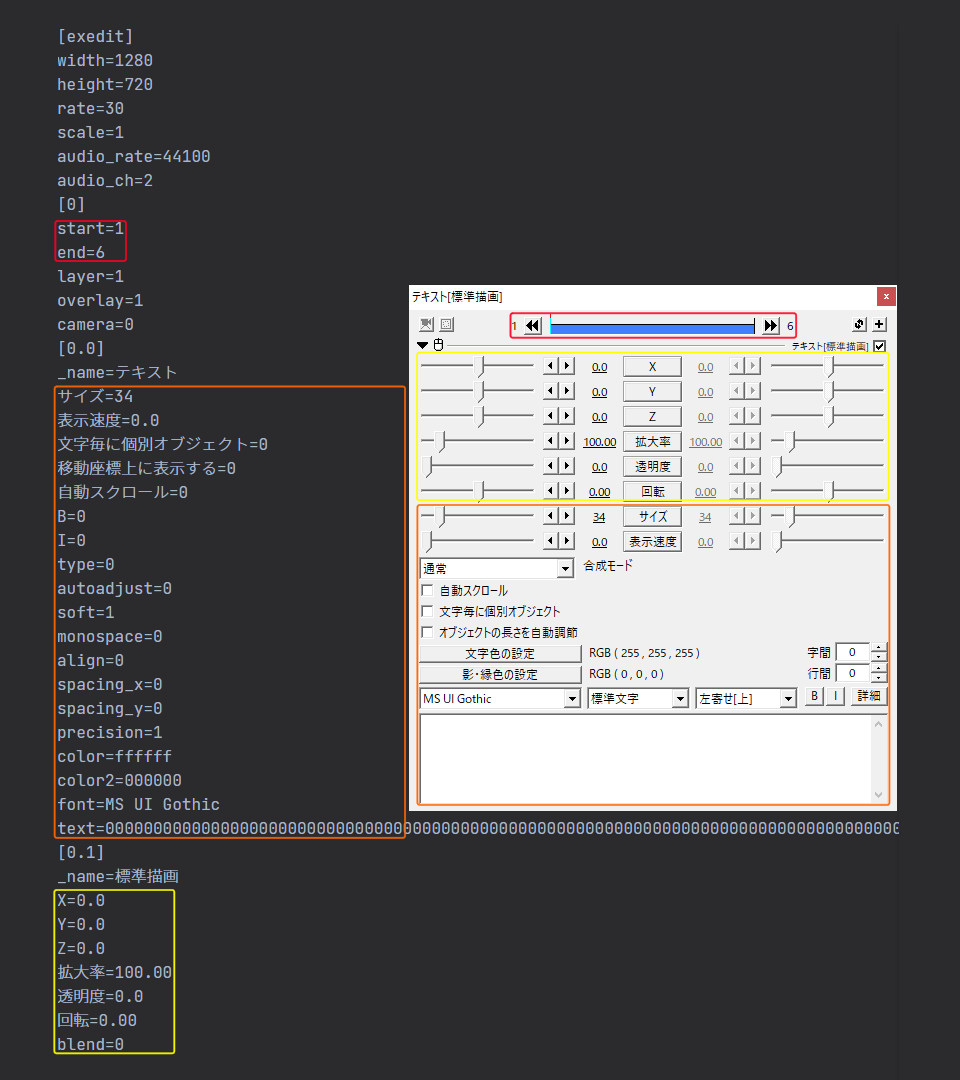 [exedit]
width=1280
height=720
rate=30
scale=1
audio_rate=44100
audio_ch=2
[0]
start=1
end=6
layer=1
overlay=1
camera=0
[0.0]
_name=テキスト
サイズ=34
表示速度=0.0
文字毎に個別オブジェクト=0
移動座標上に表示する=0
自動スクロール=0
B=0
I=0
type=0
autoadjust=0
soft=1
monospace=0
align=0
spacing_x=0
spacing_y=0
precision=1
color=ffffff
color2=000000
font=MS UI Gothic
text=00000000000000000000000000000000000000000000000000000000000000000000000000000000000
[0.1]
_name=標準描画
X=0.0
Y=0.0
Z=0.0
拡大率=100.00
透明度=0.0
回転=0.00
blend=0
テキスト[標準描画] x
1 6
テキスト[標準描画]
0.0 X 0.0
0.0 Y 0.0
0.0 Z 0.0
100.00 拡大率 100.00
0.0 透明度 0.0
0.00 回転 0.00
34 サイズ 34
0.0 表示速度 0.0
通常 合成モード
自動スクロール
文字毎に個別オブジェクト
オブジェクトの長さを自動調節
文字色の設定 RGB ( 255 , 255 , 255 ) 字間 0
影・縁色の設定 RGB ( 0 , 0 , 0 ) 行間 0
MS UI Gothic 標準文字 左寄せ[上] B I 詳細